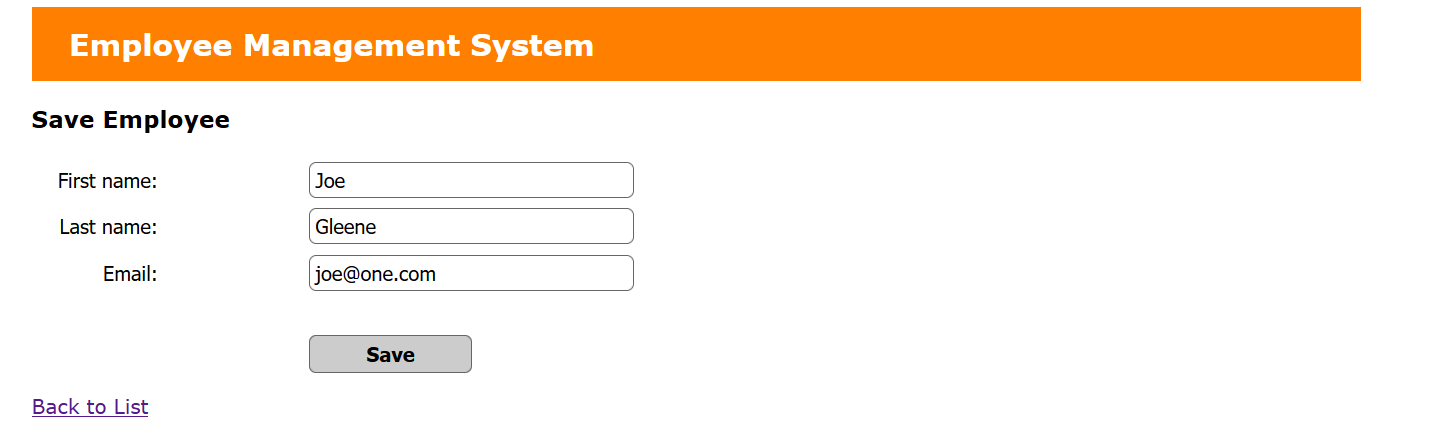 Employee Management System
Save Employee
First name: Joe
Last name: Gleene
Email: joe@one.com
Save
Back to List